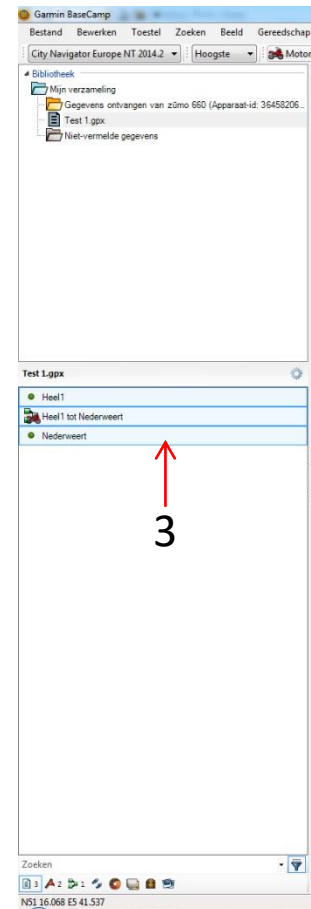 Garmin BaseCamp
Bestand Bewerken Toestel Zoeken Beeld Gereedschap
City Navigator Europe NT 2014.2 Hoogste Motor
Bibliotheek
Mijn verzameling
Gegevens ontvangen van zūmo 660 (Apparaat-id: 36458206...
Test 1.gpx
Niet-vermelde gegevens
Test 1.gpx
Heel1
Heel1 tot Nederweert
Nederweert
3
Zoeken
3 2 1
N51 16.068 E5 41.537